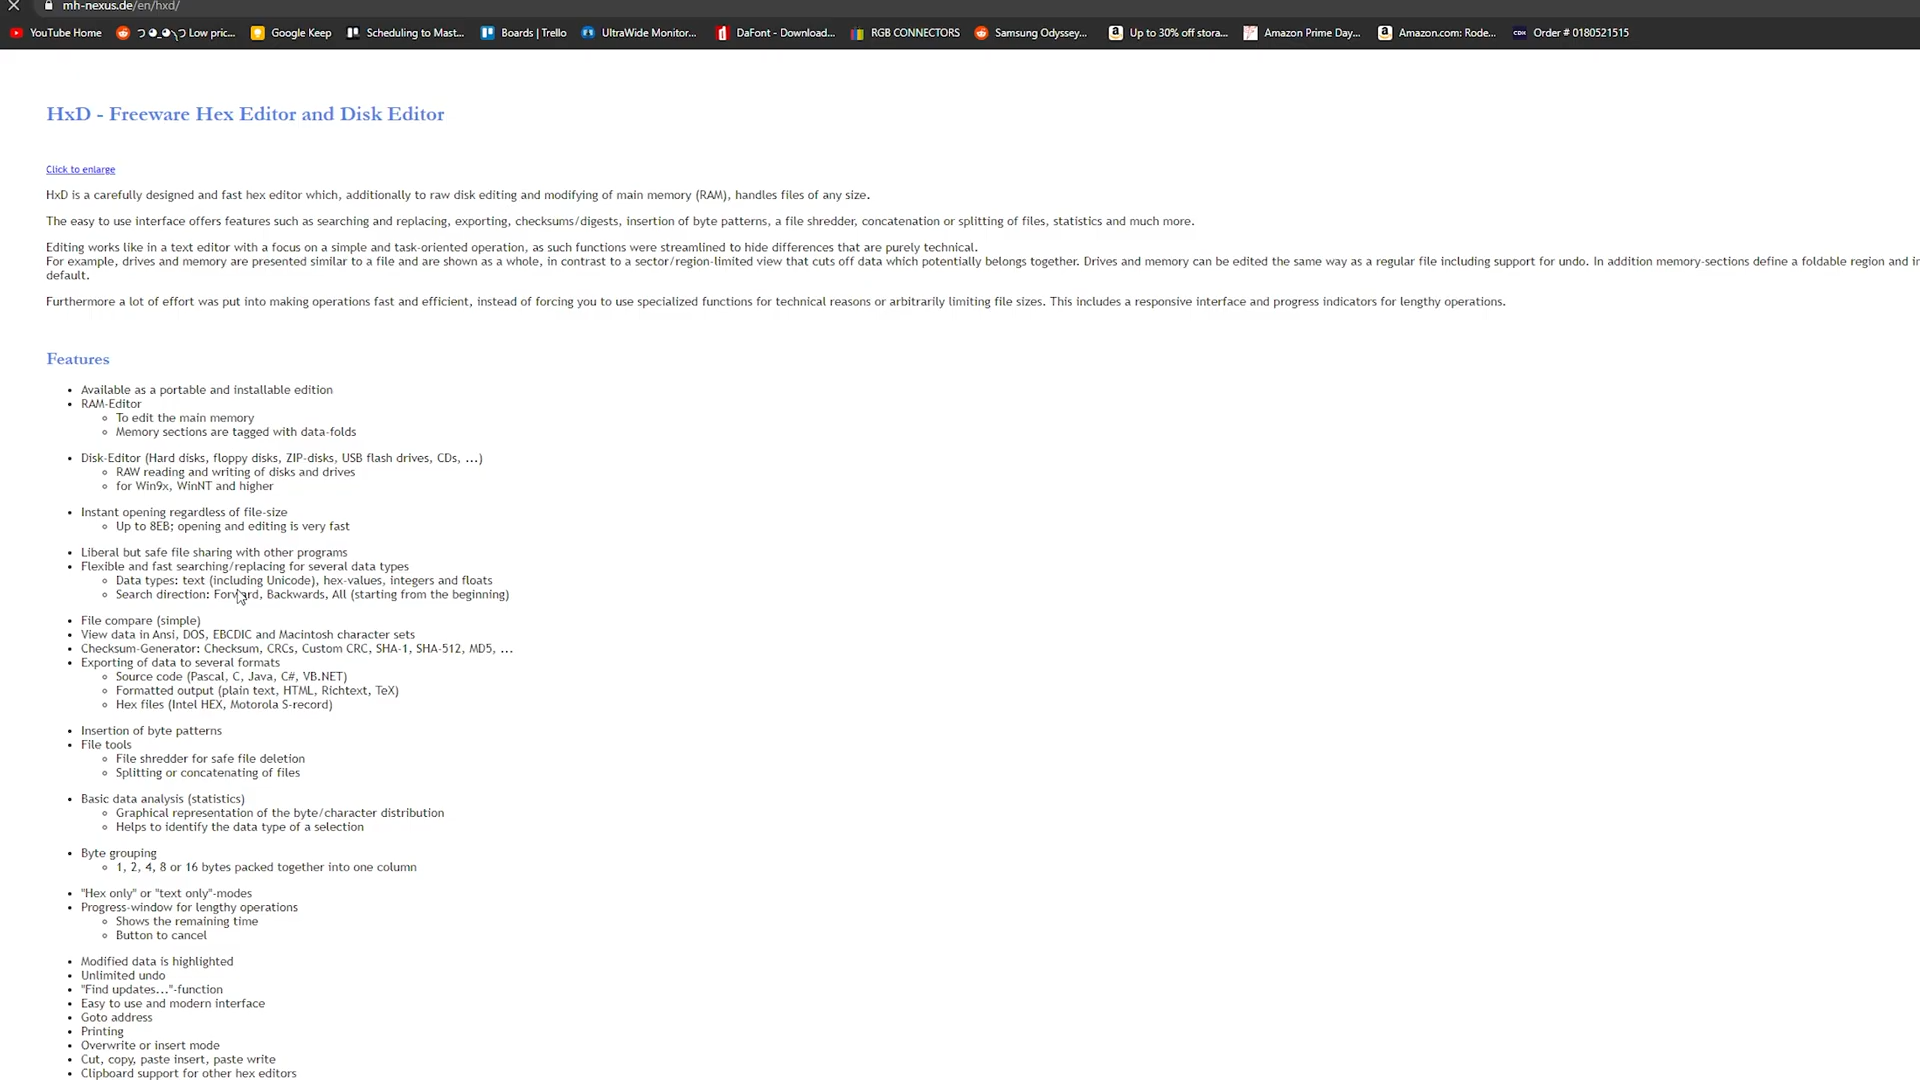 mh-nexus.de/en/hxd/
YouTube Home
Low pric...
Google Keep
Scheduling to Mast...
Boards | Trello
UltraWide Monitor...
DaFont - Download...
RGB CONNECTORS
Samsung Odyssey...
Up to 30% off stora...
Amazon Prime Day...
Amazon.com: Rode...
CDK
Order # 0180521515
HxD - Freeware Hex Editor and Disk Editor
Click to enlarge
HxD is a carefully designed and fast hex editor which, additionally to raw disk editing and modifying of main memory (RAM), handles files of any size.
The easy to use interface offers features such as searching and replacing, exporting, checksums/digests, insertion of byte patterns, a file shredder, concatenation or splitting of files, statistics and much more.
Editing works like in a text editor with a focus on a simple and task-oriented operation, as such functions were streamlined to hide differences that are purely technical.
For example, drives and memory are presented similar to a file and are shown as a whole, in contrast to a sector/region-limited view that cuts off data which potentially belongs together. Drives and memory can be edited the same way as a regular file including support for undo. In addition memory-sections define a foldable region and in
default.
Furthermore a lot of effort was put into making operations fast and efficient, instead of forcing you to use specialized functions for technical reasons or arbitrarily limiting file sizes. This includes a responsive interface and progress indicators for lengthy operations.
Features
Available as a portable and installable edition
RAM-Editor
To edit the main memory
Memory sections are tagged with data-folds
Disk-Editor (Hard disks, floppy disks, ZIP-disks, USB flash drives, CDs, ...)
RAW reading and writing of disks and drives
for Win9x, WinNT and higher
Instant opening regardless of file-size
Up to 8EB; opening and editing is very fast
Liberal but safe file sharing with other programs
Flexible and fast searching/replacing for several data types
Data types: text (including Unicode), hex-values, integers and floats
Search direction: Forward, Backwards, All (starting from the beginning)
File compare (simple)
View data in Ansi, DOS, EBCDIC and Macintosh character sets
Checksum-Generator: Checksum, CRCs, Custom CRC, SHA-1, SHA-512, MD5, ...
Exporting of data to several formats
Source code (Pascal, C, Java, C#, VB.NET)
Formatted output (plain text, HTML, Richtext, TeX)
Hex files (Intel HEX, Motorola S-record)
Insertion of byte patterns
File tools
File shredder for safe file deletion
Splitting or concatenating of files
Basic data analysis (statistics)
Graphical representation of the byte/character distribution
Helps to identify the data type of a selection
Byte grouping
1, 2, 4, 8 or 16 bytes packed together into one column
"Hex only" or "text only"-modes
Progress-window for lengthy operations
Shows the remaining time
Button to cancel
Modified data is highlighted
Unlimited undo
"Find updates..."-function
Easy to use and modern interface
Goto address
Printing
Overwrite or insert mode
Cut, copy, paste insert, paste write
Clipboard support for other hex editors